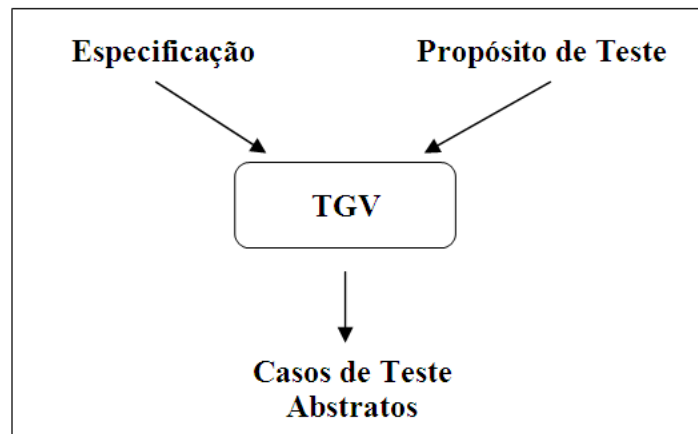 Especificação
Propósito de Teste
TGV
Casos de Teste
Abstratos